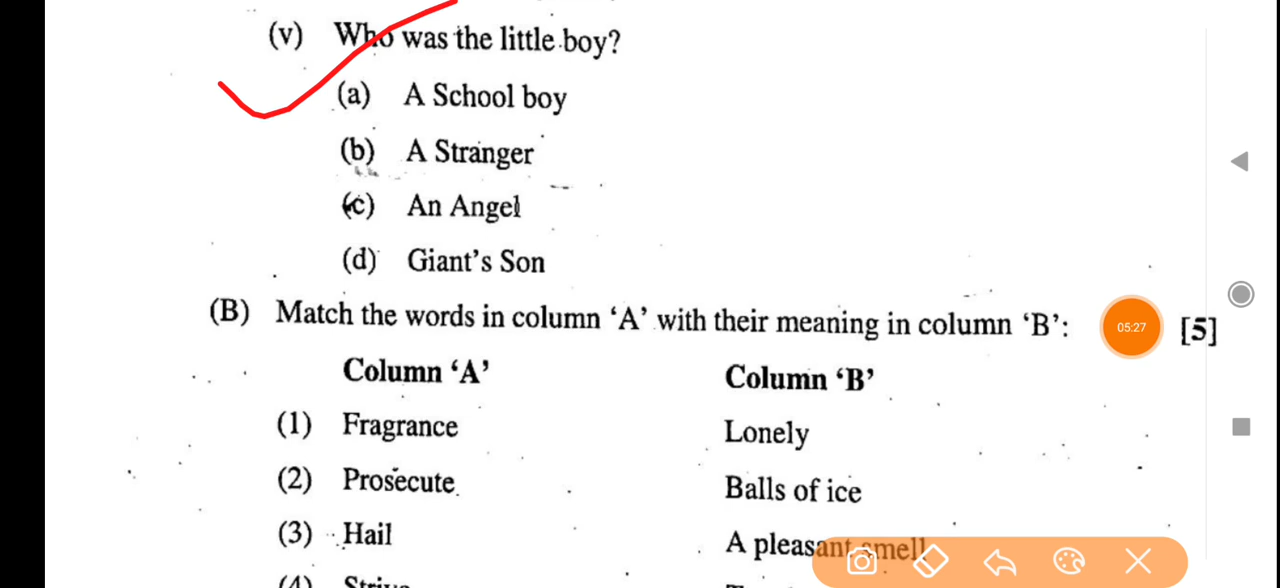 (v) Who was the little boy?
(a) A School boy
(b) A Stranger
(c) An Angel
(d) Giant's Son
(B) Match the words in column 'A' with their meaning in column 'B': [5]
05:27
Column 'A' Column 'B'
(1) Fragrance Lonely
(2) Prosecute Balls of ice
(3) Hail A pleasant smell
(4)